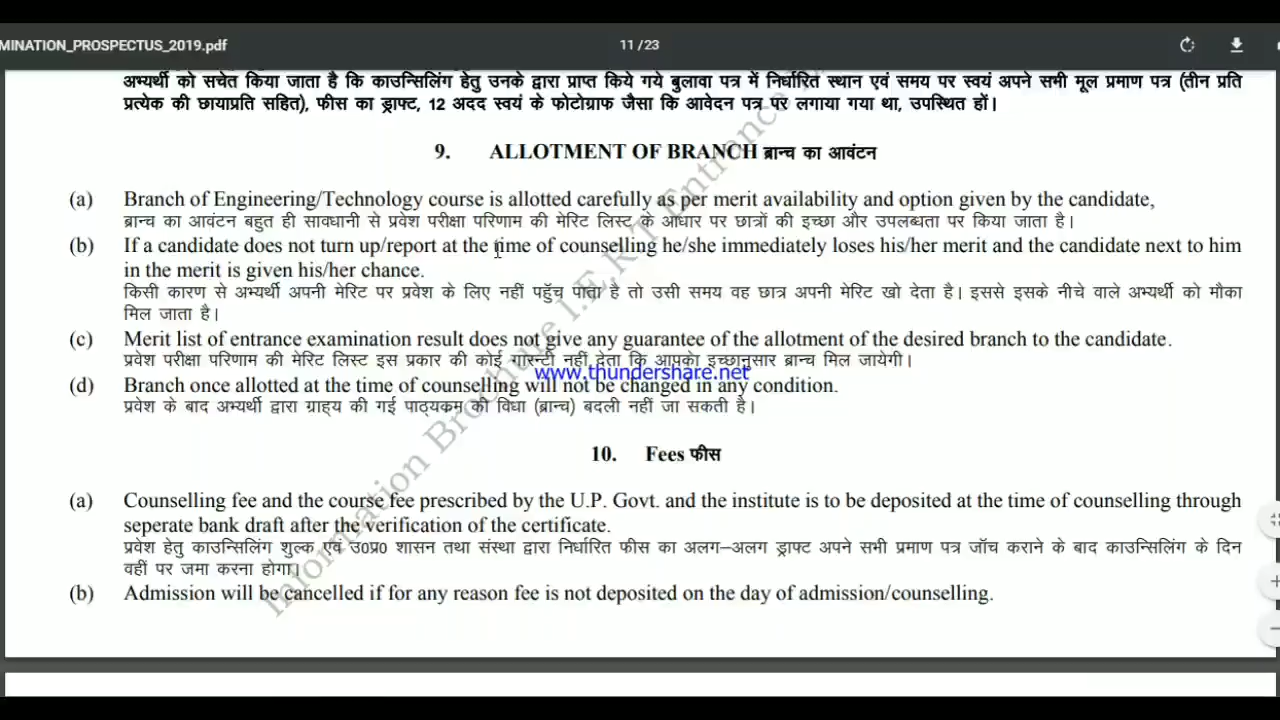 MINATION_PROSPECTUS_2019.pdf
11 / 23
अभ्यर्थी को सचेत किया जाता है कि काउन्सिलिंग हेतु उनके द्वारा प्राप्त किये गये बुलावा पत्र में निर्धारित स्थान एवं समय पर स्वयं अपने सभी मूल प्रमाण पत्र (तीन प्रति
प्रत्येक की छायाप्रति सहित), फीस का ड्राफ्ट, 12 अदद स्वयं के फोटोग्राफ जैसा कि आवेदन पत्र पर लगाया गया था, उपस्थित हों।
9. ALLOTMENT OF BRANCH ब्रान्च का आवंटन
(a) Branch of Engineering/Technology course is allotted carefully as per merit availability and option given by the candidate,
ब्रान्च का आवंटन बहुत ही सावधानी से प्रवेश परीक्षा परिणाम की मेरिट लिस्ट के आधार पर छात्रों की इच्छा और उपलब्धता पर किया जाता है।
(b) If a candidate does not turn up/report at the time of counselling he/she immediately loses his/her merit and the candidate next to him
in the merit is given his/her chance.
किसी कारण से अभ्यर्थी अपनी मेरिट पर प्रवेश के लिए नहीं पहुँच पाता है तो उसी समय वह छात्र अपनी मेरिट खो देता है। इससे इसके नीचे वाले अभ्यर्थी को मौका
मिल जाता है।
(c) Merit list of entrance examination result does not give any guarantee of the allotment of the desired branch to the candidate.
प्रवेश परीक्षा परिणाम की मेरिट लिस्ट इस प्रकार की कोई गारन्टी नहीं देता कि आपको इच्छानुसार ब्रान्च मिल जायेगी।
www.thundershare.net
(d) Branch once allotted at the time of counselling will not be changed in any condition.
प्रवेश के बाद अभ्यर्थी द्वारा ग्राह्य की गई पाठ्यक्रम की विधा (ब्रान्च) बदली नहीं जा सकती है।
10. Fees फीस
(a) Counselling fee and the course fee prescribed by the U.P. Govt. and the institute is to be deposited at the time of counselling through
seperate bank draft after the verification of the certificate.
प्रवेश हेतु काउन्सिलिंग शुल्क एवं उ0प्र0 शासन तथा संस्था द्वारा निर्धारित फीस का अलग–अलग ड्राफ्ट अपने सभी प्रमाण पत्र जाँच कराने के बाद काउन्सिलिंग के दिन
वहीं पर जमा करना होगा।
(b) Admission will be cancelled if for any reason fee is not deposited on the day of admission/counselling.
Information Brochure I.E.R.T. Entrance